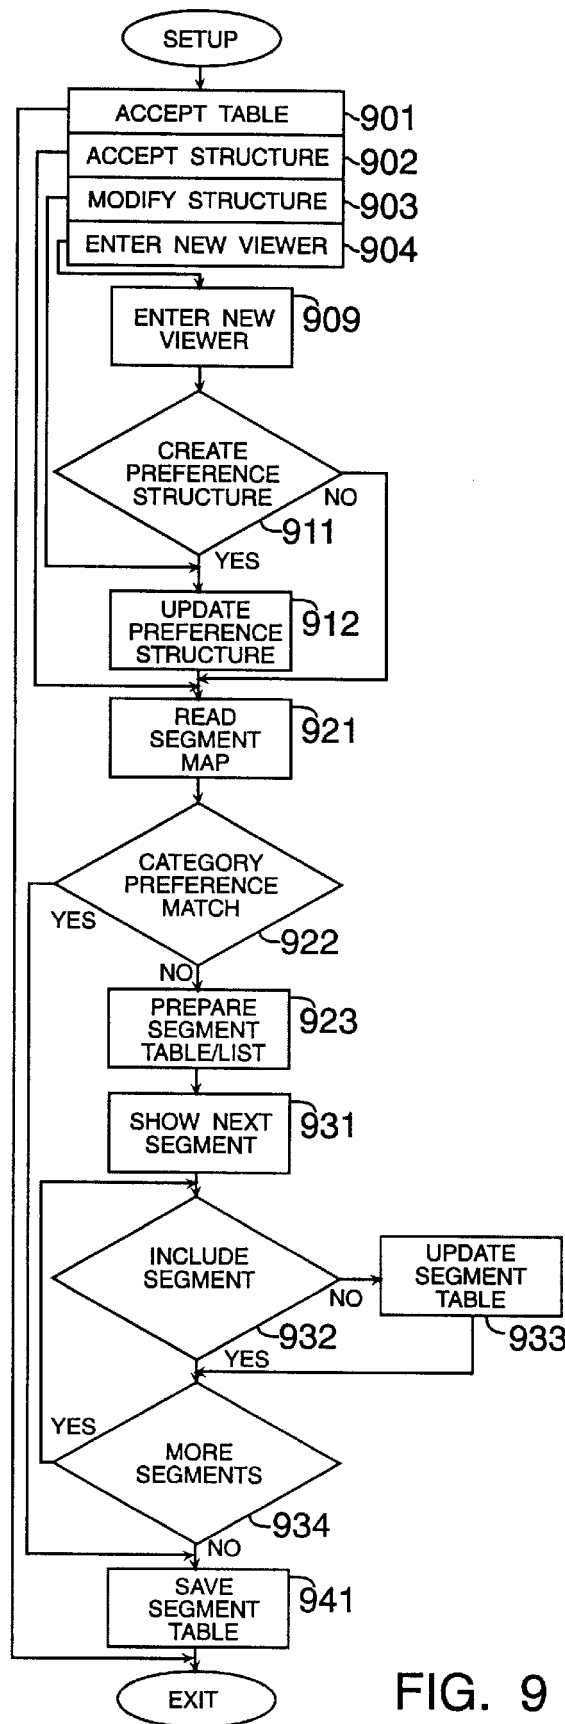 SETUP
ACCEPT TABLE
901
ACCEPT STRUCTURE
902
MODIFY STRUCTURE
903
ENTER NEW VIEWER
904
ENTER NEW
VIEWER
909
CREATE
PREFERENCE
STRUCTURE
NO
911
YES
UPDATE
PREFERENCE
STRUCTURE
912
READ
SEGMENT
MAP
921
CATEGORY
PREFERENCE
MATCH
YES
922
NO
PREPARE
SEGMENT
TABLE/LIST
923
SHOW NEXT
SEGMENT
931
INCLUDE
SEGMENT
NO
932
UPDATE
SEGMENT
TABLE
933
YES
YES
MORE
SEGMENTS
934
NO
SAVE
SEGMENT
TABLE
941
EXIT
FIG. 9